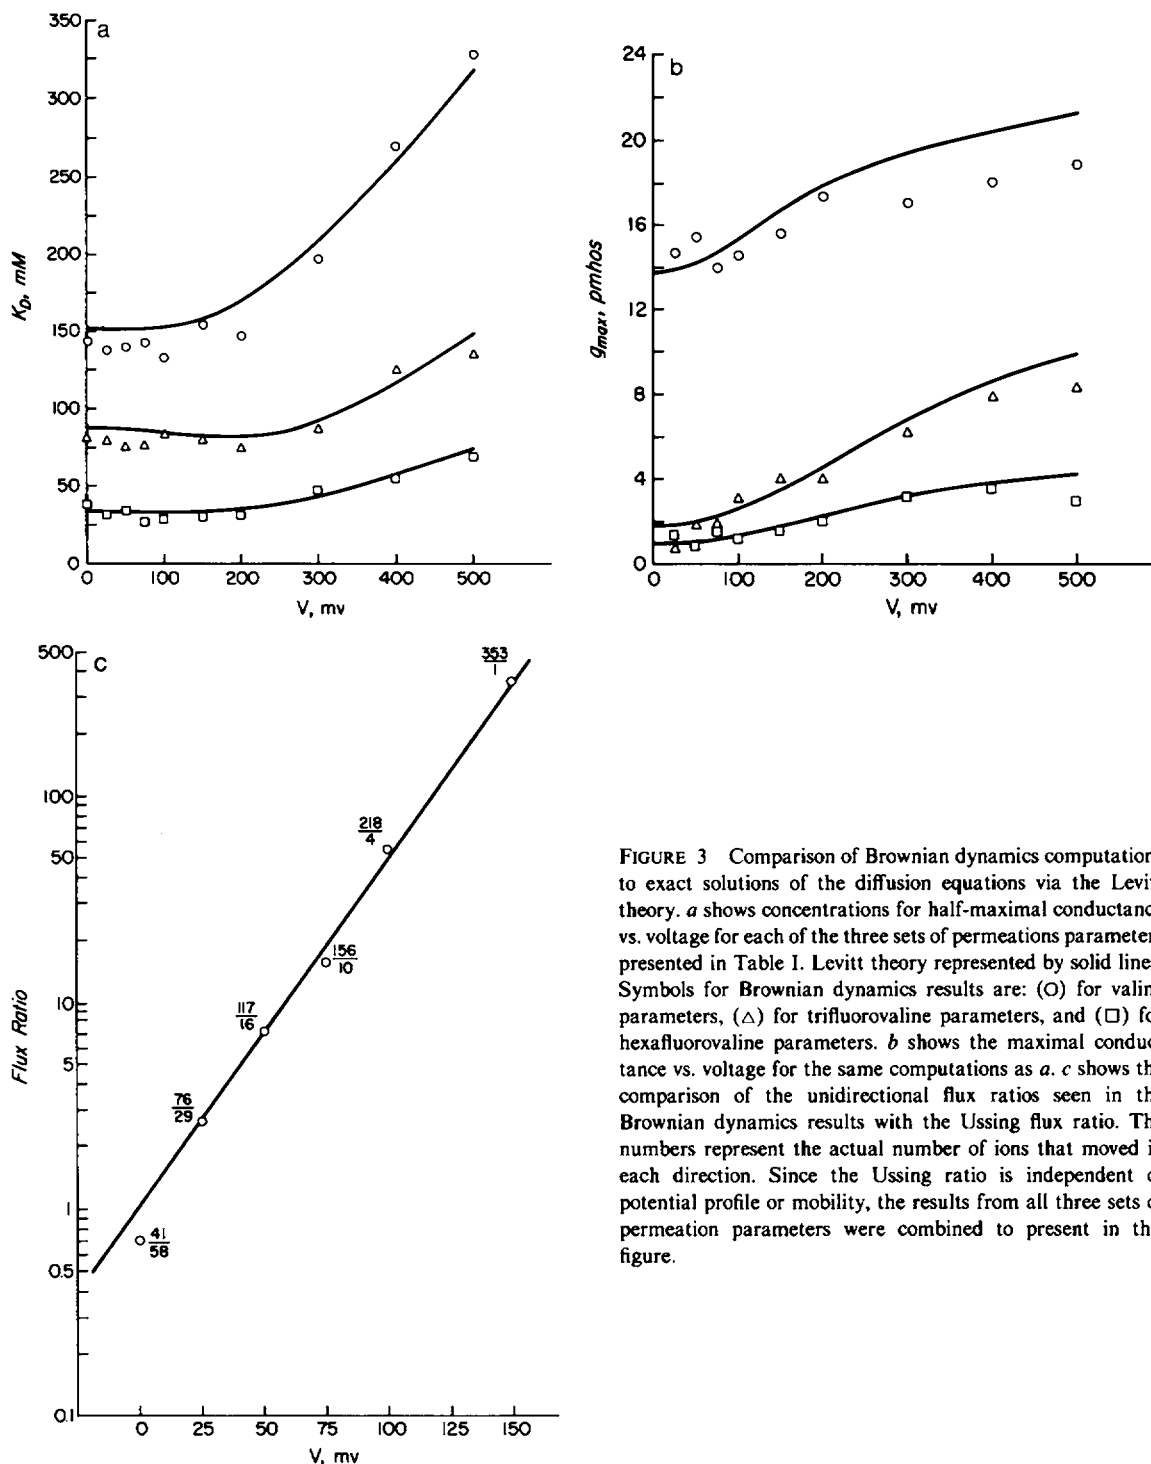 a
350
300
250
200
150
100
50
0
K_D, mM
0 100 200 300 400 500
V, mv
b
24
20
16
12
8
4
0
g_max, pmhos
0 100 200 300 400 500
V, mv
c
500
100
50
10
5
1
0.5
0.1
Flux Ratio
353/1
218/4
156/10
117/16
76/29
41/58
0 25 50 75 100 125 150
V, mv
FIGURE 3 Comparison of Brownian dynamics computation
to exact solutions of the diffusion equations via the Levit
theory. a shows concentrations for half-maximal conductanc
vs. voltage for each of the three sets of permeations parameter
presented in Table I. Levitt theory represented by solid line
Symbols for Brownian dynamics results are: (O) for valin
parameters, (△) for trifluorovaline parameters, and (□) fo
hexafluorovaline parameters. b shows the maximal conduc
tance vs. voltage for the same computations as a. c shows th
comparison of the unidirectional flux ratios seen in th
Brownian dynamics results with the Ussing flux ratio. Th
numbers represent the actual number of ions that moved i
each direction. Since the Ussing ratio is independent o
potential profile or mobility, the results from all three sets o
permeation parameters were combined to present in th
figure.